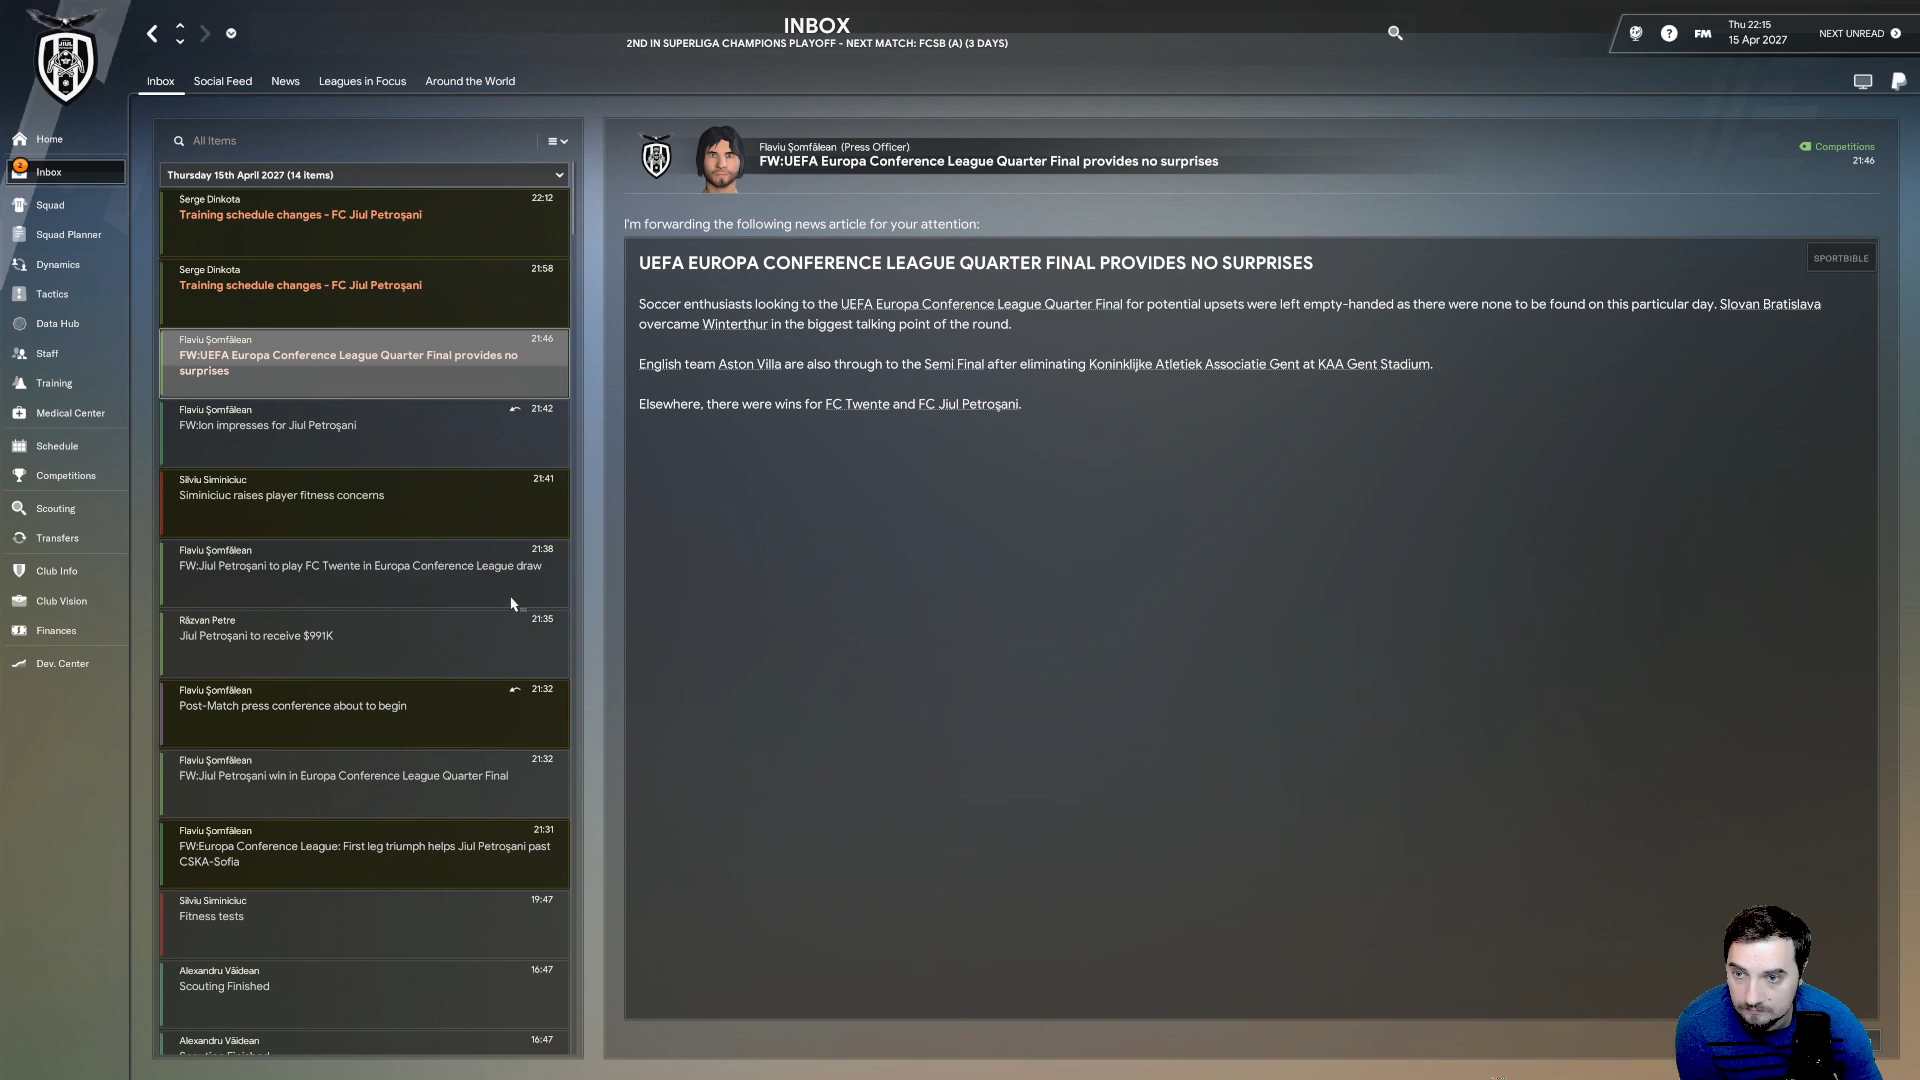 INBOX
2ND IN SUPERLIGA CHAMPIONS PLAYOFF - NEXT MATCH: FCSB (A) (3 DAYS)
FM
Thu 22:15
15 Apr 2027
NEXT UNREAD
JIUL
Inbox
Social Feed
News
Leagues in Focus
Around the World
Home
2
Inbox
Squad
Squad Planner
Dynamics
Tactics
Data Hub
Staff
Training
Medical Center
Schedule
Competitions
Scouting
Transfers
Club Info
Club Vision
Finances
Dev. Center
All Items
Thursday 15th April 2027 (14 items)
Serge Dinkota 22:12
Training schedule changes - FC Jiul Petroșani
Serge Dinkota 21:58
Training schedule changes - FC Jiul Petroșani
Flaviu Șomfălean 21:46
FW:UEFA Europa Conference League Quarter Final provides no
surprises
Flaviu Șomfălean 21:42
FW:Ion impresses for Jiul Petroșani
Silviu Siminiciuc 21:41
Siminiciuc raises player fitness concerns
Flaviu Șomfălean 21:38
FW:Jiul Petroșani to play FC Twente in Europa Conference League draw
Răzvan Petre 21:35
Jiul Petroșani to receive $991K
Flaviu Șomfălean 21:32
Post-Match press conference about to begin
Flaviu Șomfălean 21:32
FW:Jiul Petroșani win in Europa Conference League Quarter Final
Flaviu Șomfălean 21:31
FW:Europa Conference League: First leg triumph helps Jiul Petroșani past
CSKA-Sofia
Silviu Siminiciuc 19:47
Fitness tests
Alexandru Văidean 16:47
Scouting Finished
Alexandru Văidean 16:47
Scouting Finished
Flaviu Șomfălean (Press Officer)
FW:UEFA Europa Conference League Quarter Final provides no surprises
Competitions
21:46
I'm forwarding the following news article for your attention:
UEFA EUROPA CONFERENCE LEAGUE QUARTER FINAL PROVIDES NO SURPRISES
SPORTBIBLE
Soccer enthusiasts looking to the UEFA Europa Conference League Quarter Final for potential upsets were left empty-handed as there were none to be found on this particular day. Slovan Bratislava
overcame Winterthur in the biggest talking point of the round.
English team Aston Villa are also through to the Semi Final after eliminating Koninklijke Atletiek Associatie Gent at KAA Gent Stadium.
Elsewhere, there were wins for FC Twente and FC Jiul Petroșani.